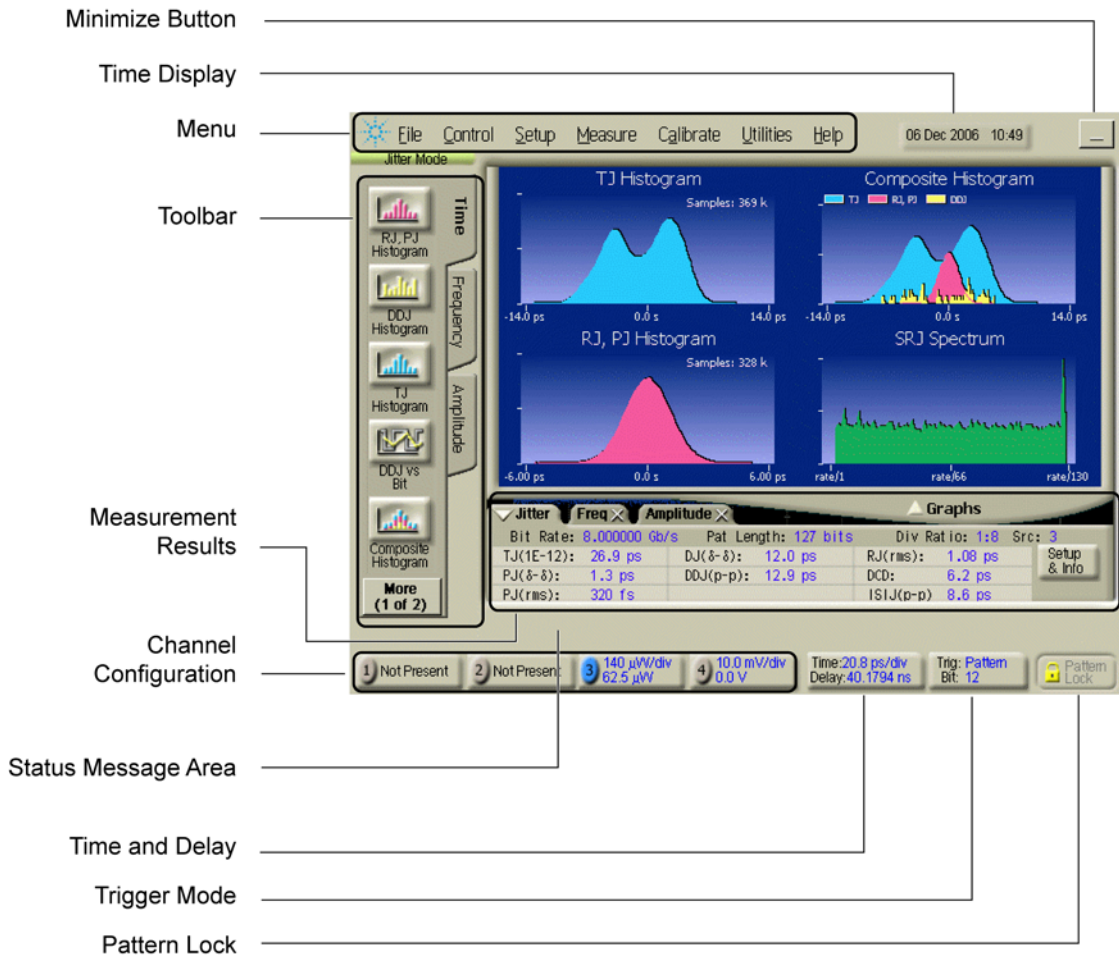 Minimize Button
Time Display
Menu
Toolbar
Measurement
Results
Channel
Configuration
Status Message Area
Time and Delay
Trigger Mode
Pattern Lock
File Control Setup Measure Calibrate Utilities Help
06 Dec 2006 10:49
Jitter Mode
RJ, PJ
Histogram
DDJ
Histogram
TJ
Histogram
DDJ vs
Bit
Composite
Histogram
More
(1 of 2)
Time
Frequency
Amplitude
TJ Histogram
Samples: 369 k
-14.0 ps 0.0 s 14.0 ps
Composite Histogram
TJ RJ, PJ DDJ
-14.0 ps 0.0 s 14.0 ps
RJ, PJ Histogram
Samples: 328 k
-6.00 ps 0.0 s 6.00 ps
SRJ Spectrum
rate/1 rate/66 rate/130
Jitter Freq Amplitude Graphs
Bit Rate: 8.000000 Gb/s Pat Length: 127 bits Div Ratio: 1:8 Src: 3
TJ(1E-12): 26.9 ps DJ(δ-δ): 12.0 ps RJ(rms): 1.08 ps
PJ(δ-δ): 1.3 ps DDJ(p-p): 12.9 ps DCD: 6.2 ps
PJ(rms): 320 fs ISIJ(p-p) 8.6 ps
Setup
& Info
1 Not Present
2 Not Present
3 140 µW/div
62.5 µW
4 10.0 mV/div
0.0 V
Time:20.8 ps/div
Delay:40.1794 ns
Trig: Pattern
Bit: 12
Pattern
Lock